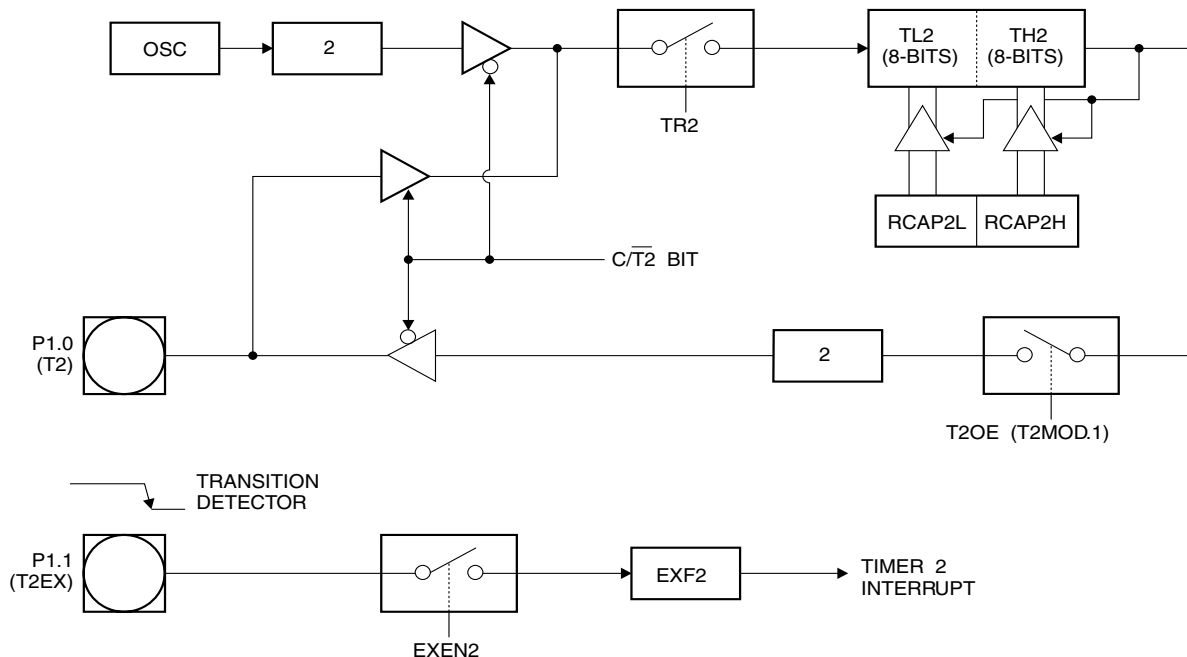 OSC
2
TR2
TL2
(8-BITS)
TH2
(8-BITS)
RCAP2L
RCAP2H
C/T2̅ BIT
P1.0
(T2)
2
T2OE (T2MOD.1)
TRANSITION
DETECTOR
P1.1
(T2EX)
EXEN2
EXF2
TIMER 2
INTERRUPT